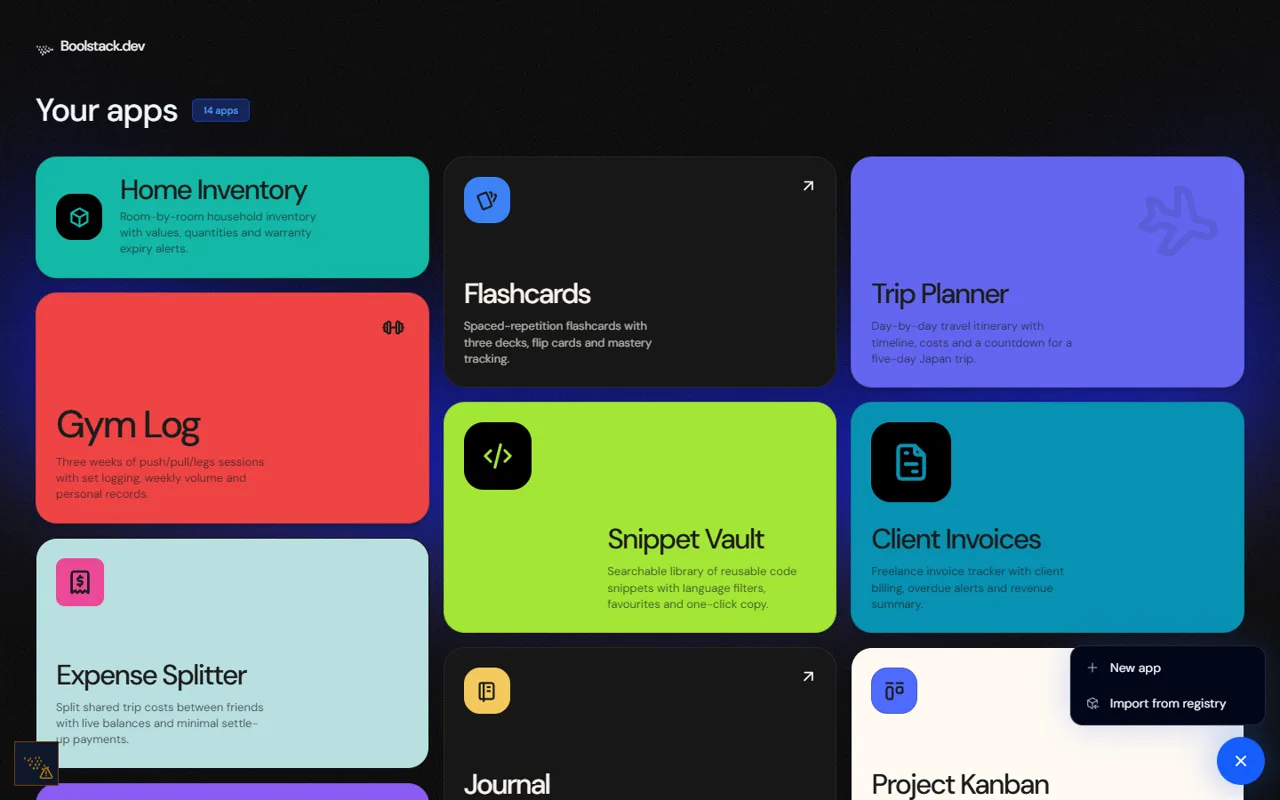 Boolstack.dev
Your apps
14 apps
Home Inventory
Room-by-room household inventory
with values, quantities and warranty
expiry alerts.
Flashcards
Spaced-repetition flashcards with
three decks, flip cards and mastery
tracking.
Trip Planner
Day-by-day travel itinerary with
timeline, costs and a countdown for a
five-day Japan trip.
Gym Log
Three weeks of push/pull/legs sessions
with set logging, weekly volume and
personal records.
Snippet Vault
Searchable library of reusable code
snippets with language filters,
favourites and one-click copy.
Client Invoices
Freelance invoice tracker with client
billing, overdue alerts and revenue
summary.
Expense Splitter
Split shared trip costs between friends
with live balances and minimal settle-
up payments.
Journal
Project Kanban
New app
Import from registry